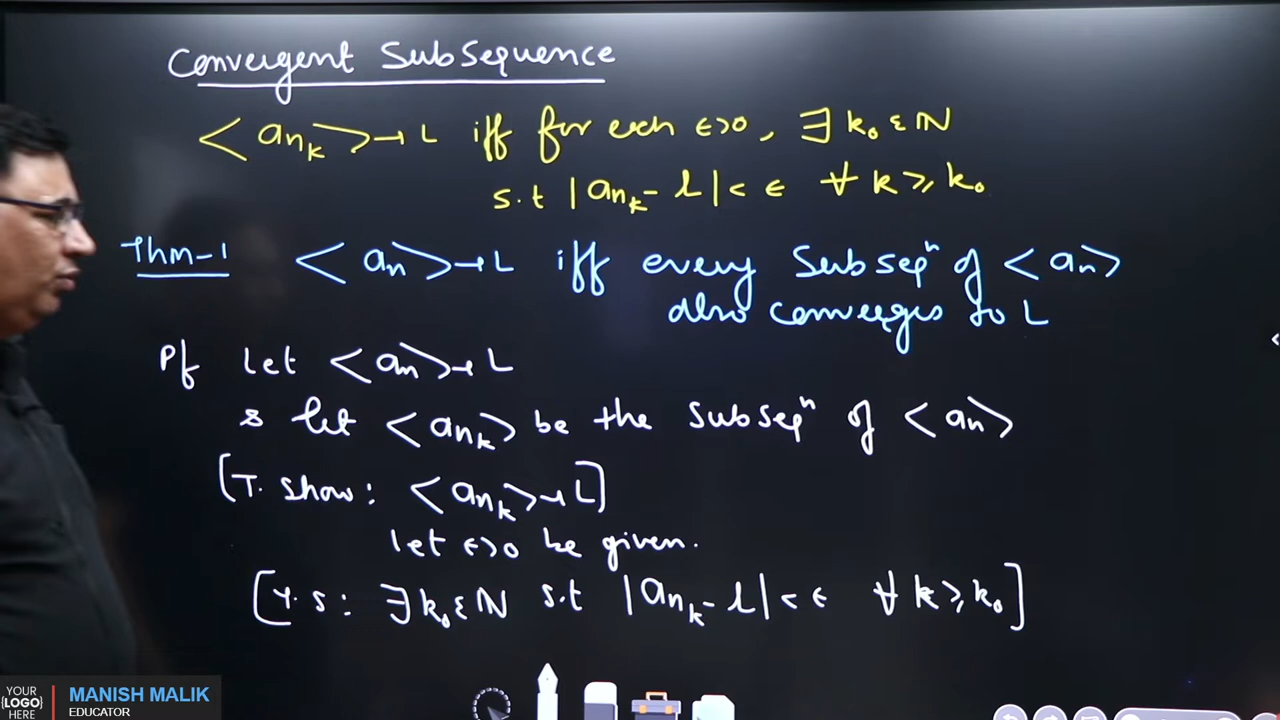 Convergent SubSequence
<ank> → L iff for each ε>0, ∃ k₀ ε ℕ
s.t |ank - l| < ε ∀ k ≥ k₀
Thm-1 <an> → L iff every Subseqⁿ of <an>
also converges to L
Pf let <an> → L
& let <ank> be the subseqⁿ of <an>
[T. show: <ank> → L]
let ε>0 be given.
[T.S: ∃ k₀ ε ℕ s.t |ank - l| < ε ∀ k ≥ k₀]
YOUR
{LOGO}
HERE
MANISH MALIK
EDUCATOR